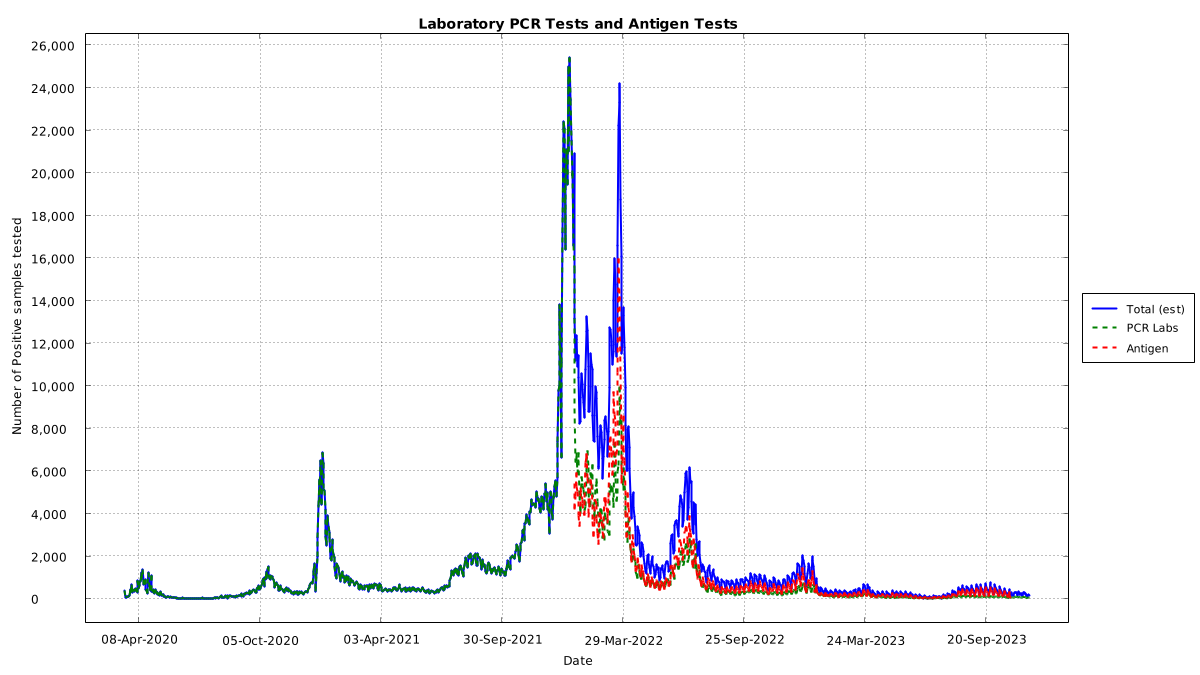 Laboratory PCR Tests and Antigen Tests
26,000
24,000
22,000
20,000
18,000
16,000
14,000
12,000
10,000
8,000
6,000
4,000
2,000
0
Number of Positive samples tested
08-Apr-2020 05-Oct-2020 03-Apr-2021 30-Sep-2021 29-Mar-2022 25-Sep-2022 24-Mar-2023 20-Sep-2023
Date
Total (est)
PCR Labs
Antigen